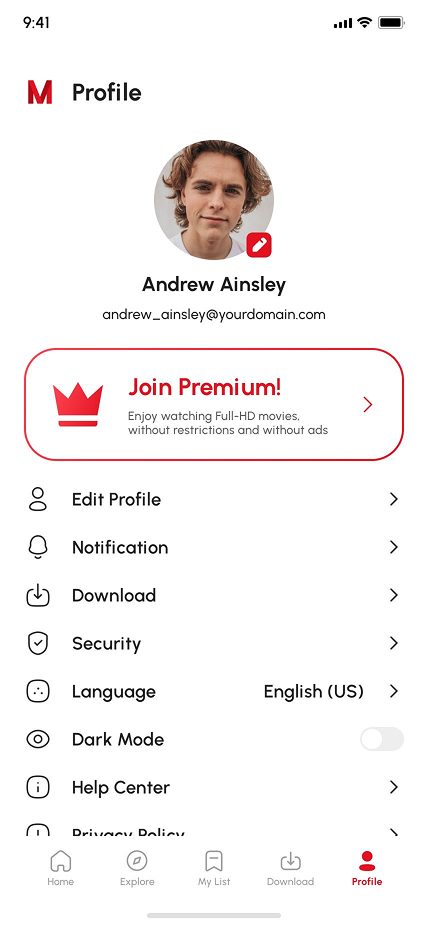 9:41
M Profile
Andrew Ainsley
andrew_ainsley@yourdomain.com
Join Premium!
Enjoy watching Full-HD movies,
without restrictions and without ads
Edit Profile
Notification
Download
Security
Language English (US)
Dark Mode
Help Center
Privacy Policy
Home Explore My List Download Profile